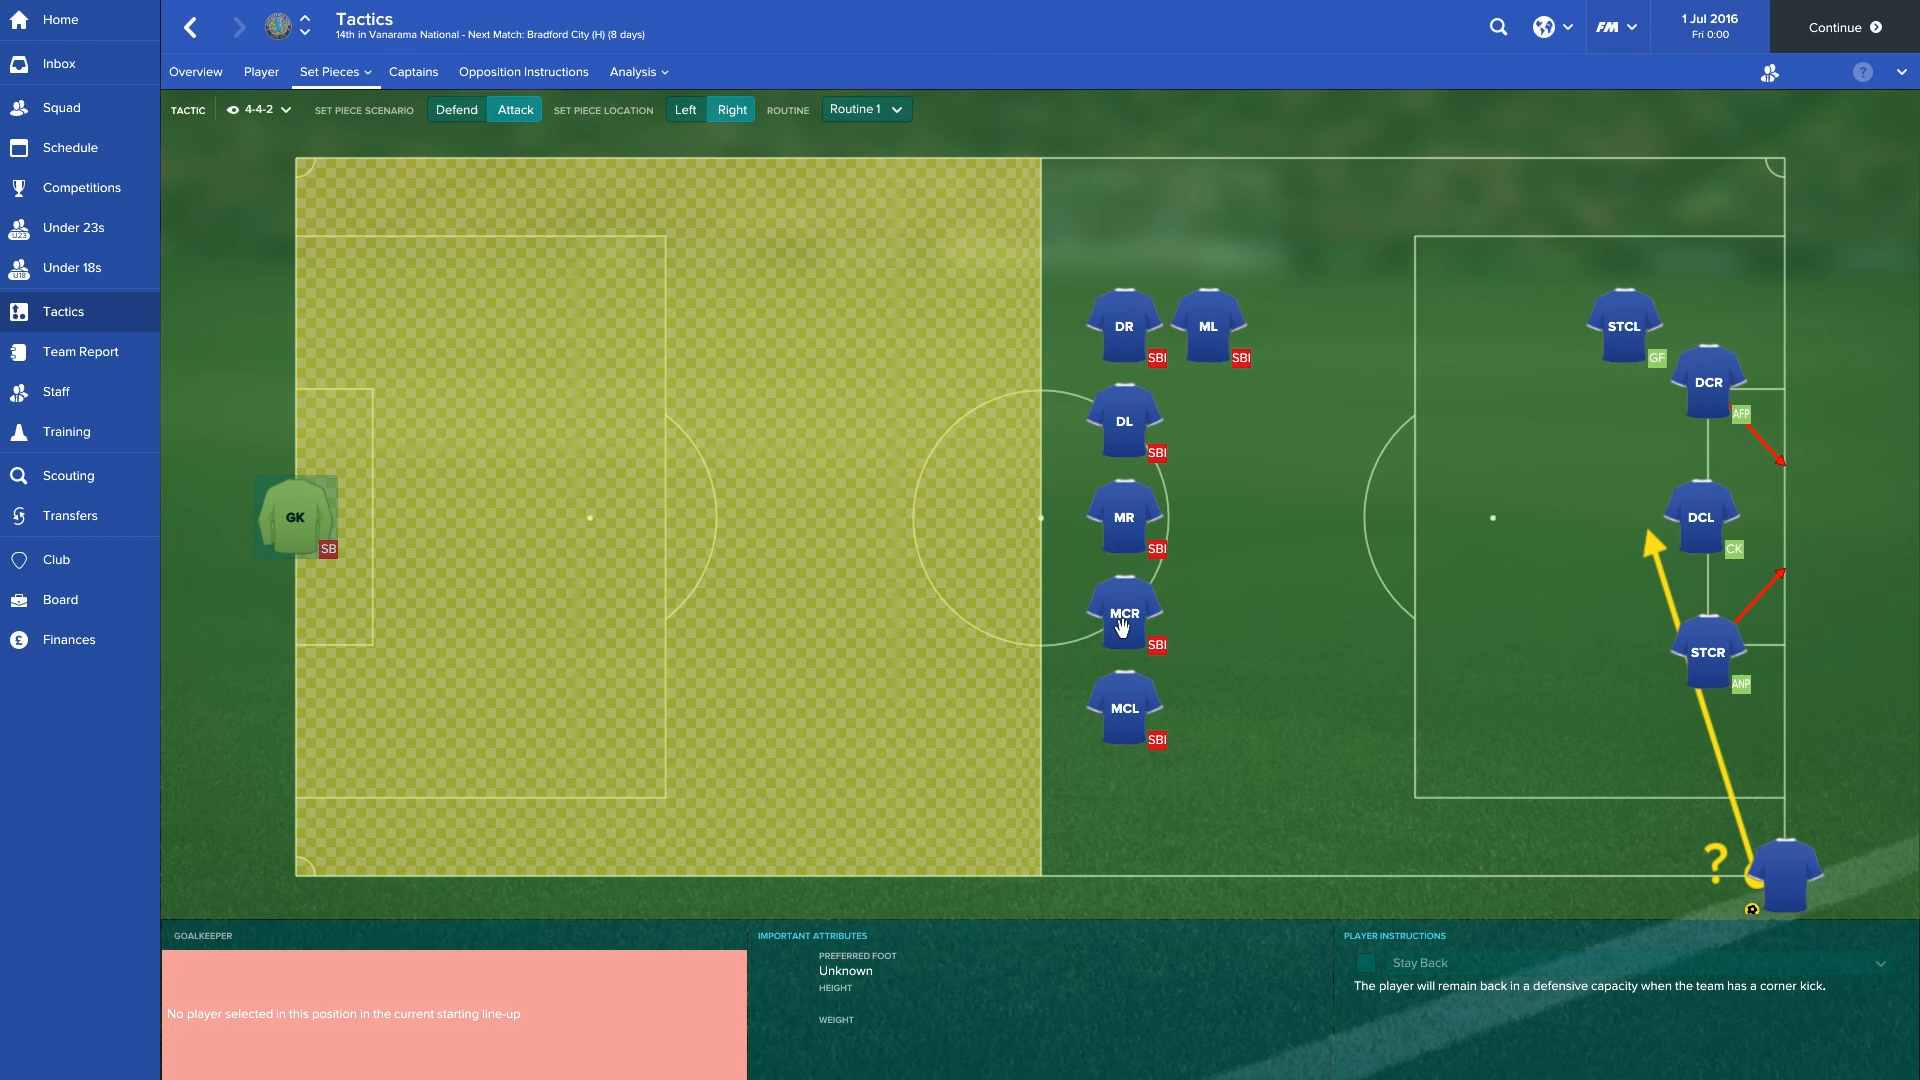 Home
Inbox
Squad
Schedule
Competitions
U23
Under 23s
U18
Under 18s
Tactics
Team Report
Staff
Training
Scouting
Transfers
Club
Board
£
Finances
Tactics
14th in Vanarama National - Next Match: Bradford City (H) (8 days)
FM
1 Jul 2016
Fri 0:00
Continue
Overview
Player
Set Pieces
Captains
Opposition Instructions
Analysis
?
TACTIC
4-4-2
SET PIECE SCENARIO
Defend
Attack
SET PIECE LOCATION
Left
Right
ROUTINE
Routine 1
DR
SBI
ML
SBI
STCL
GF
DCR
AFP
DL
SBI
GK
SB
MR
SBI
DCL
CK
MCR
SBI
STCR
ANP
MCL
SBI
?
GOALKEEPER
No player selected in this position in the current starting line-up
IMPORTANT ATTRIBUTES
PREFERRED FOOT
Unknown
HEIGHT
WEIGHT
PLAYER INSTRUCTIONS
Stay Back
The player will remain back in a defensive capacity when the team has a corner kick.